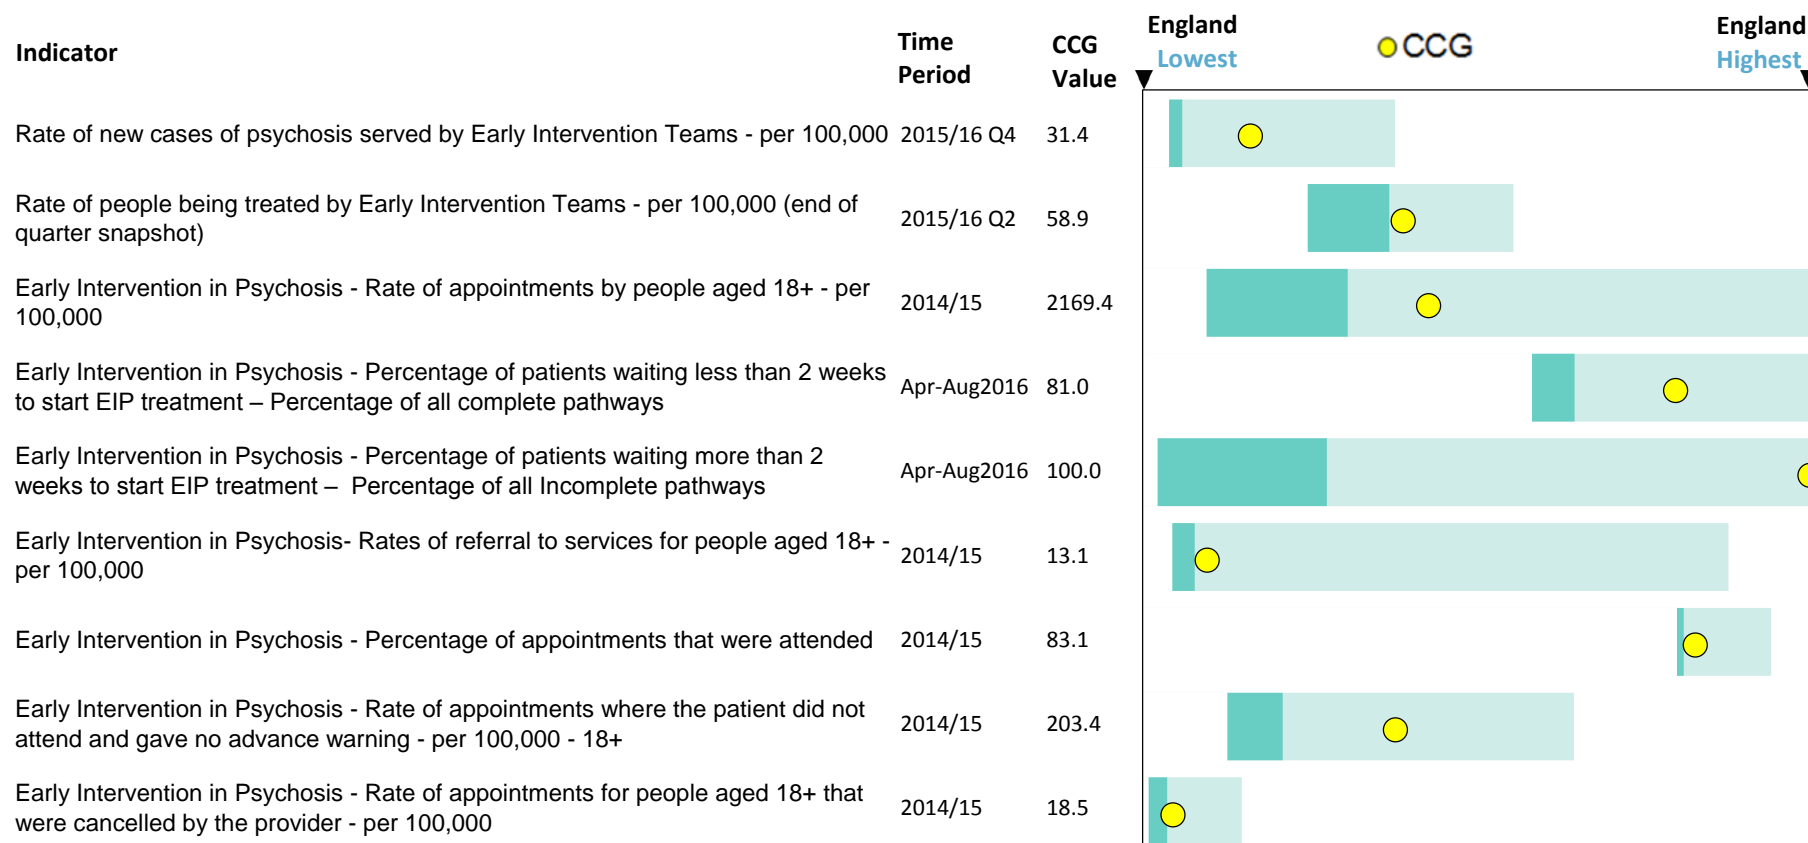 Indicator
Time
Period
CCG
Value
England
Lowest
CCG
England
Highest
Rate of new cases of psychosis served by Early Intervention Teams - per 100,000 2015/16 Q4 31.4
Rate of people being treated by Early Intervention Teams - per 100,000 (end of
quarter snapshot)
2015/16 Q2 58.9
Early Intervention in Psychosis - Rate of appointments by people aged 18+ - per
100,000
2014/15 2169.4
Early Intervention in Psychosis - Percentage of patients waiting less than 2 weeks
to start EIP treatment – Percentage of all complete pathways
Apr-Aug2016 81.0
Early Intervention in Psychosis - Percentage of patients waiting more than 2
weeks to start EIP treatment – Percentage of all Incomplete pathways
Apr-Aug2016 100.0
Early Intervention in Psychosis- Rates of referral to services for people aged 18+ -
per 100,000
2014/15 13.1
Early Intervention in Psychosis - Percentage of appointments that were attended 2014/15 83.1
Early Intervention in Psychosis - Rate of appointments where the patient did not
attend and gave no advance warning - per 100,000 - 18+
2014/15 203.4
Early Intervention in Psychosis - Rate of appointments for people aged 18+ that
were cancelled by the provider - per 100,000
2014/15 18.5